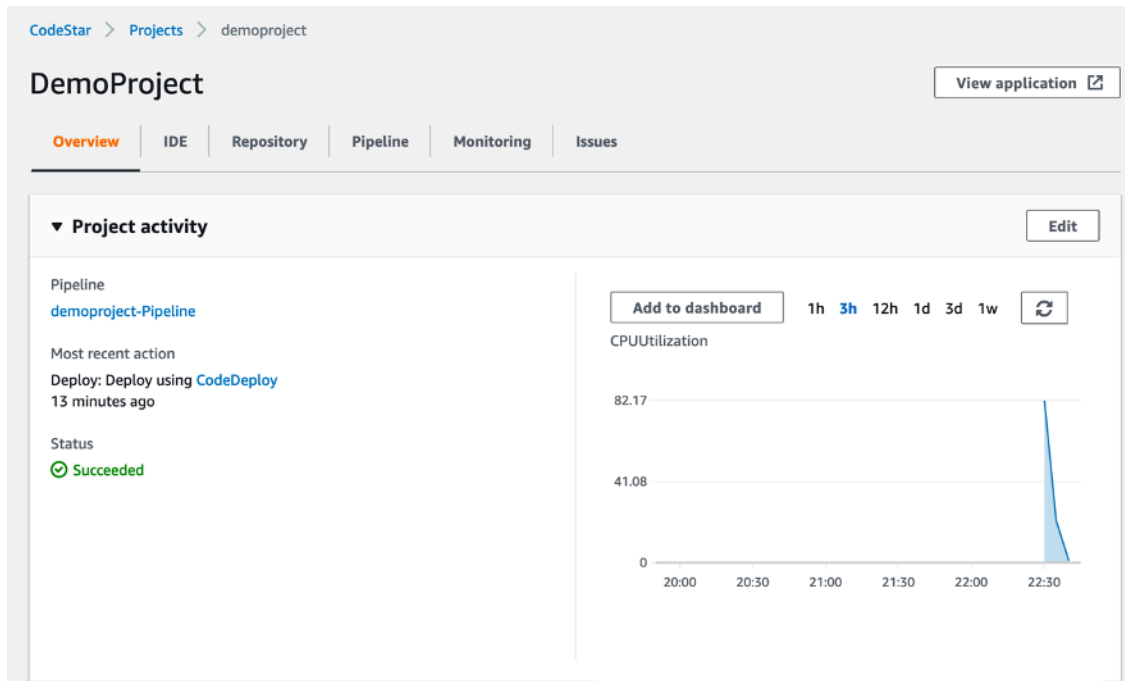 CodeStar > Projects > demoproject
DemoProject
View application
Overview IDE Repository Pipeline Monitoring Issues
▼ Project activity
Edit
Pipeline
demoproject-Pipeline
Most recent action
Deploy: Deploy using CodeDeploy
13 minutes ago
Status
Succeeded
Add to dashboard 1h 3h 12h 1d 3d 1w
CPUUtilization
82.17
41.08
0
20:00 20:30 21:00 21:30 22:00 22:30